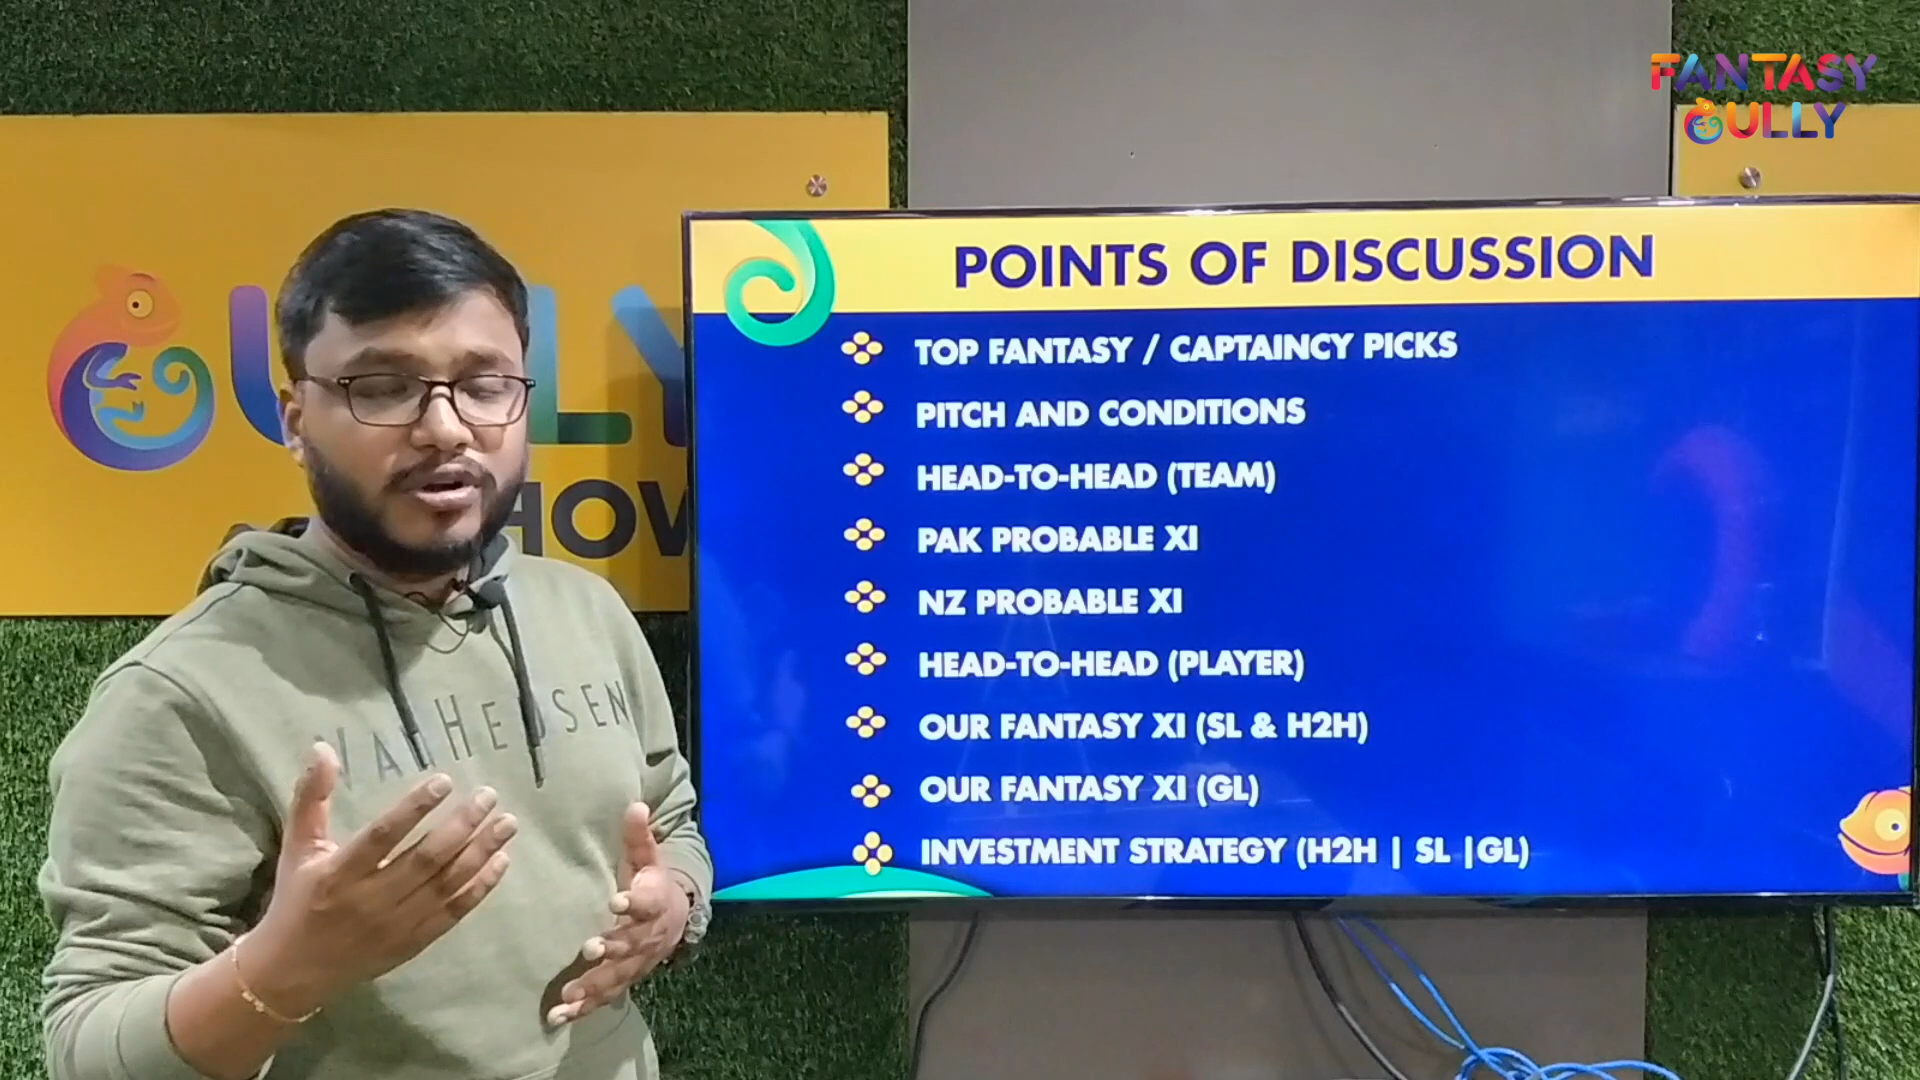 FANTASY
GULLY
POINTS OF DISCUSSION
TOP FANTASY / CAPTAINCY PICKS
PITCH AND CONDITIONS
HEAD-TO-HEAD (TEAM)
PAK PROBABLE XI
NZ PROBABLE XI
HEAD-TO-HEAD (PLAYER)
OUR FANTASY XI (SL & H2H)
OUR FANTASY XI (GL)
INVESTMENT STRATEGY (H2H | SL |GL)
VAN HEUSEN